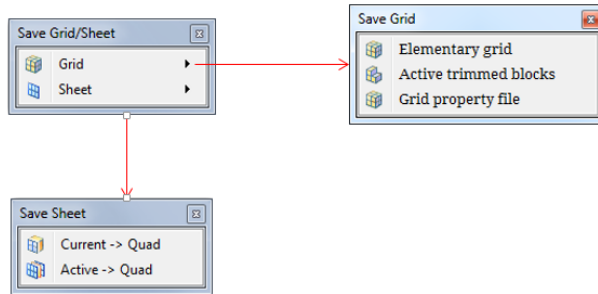 Save Grid/Sheet
Grid
Sheet
Save Grid
Elementary grid
Active trimmed blocks
Grid property file
Save Sheet
Current -> Quad
Active -> Quad